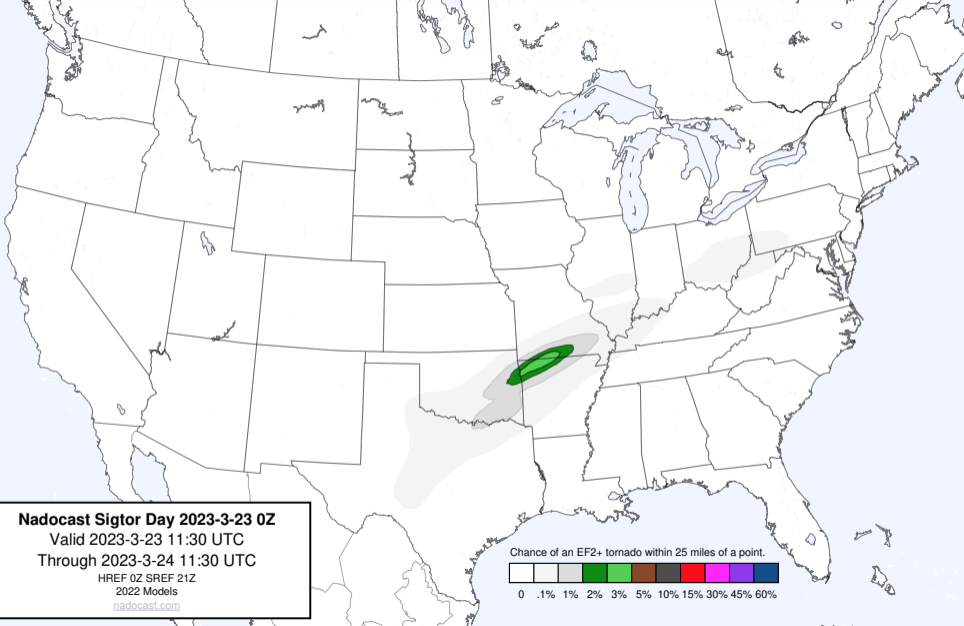 Nadocast Sigtor Day 2023-3-23 0Z
Valid 2023-3-23 11:30 UTC
Through 2023-3-24 11:30 UTC
HREF 0Z SREF 21Z
2022 Models
nadocast.com
Chance of an EF2+ tornado within 25 miles of a point.
0 .1% 1% 2% 3% 5% 10% 15% 30% 45% 60%